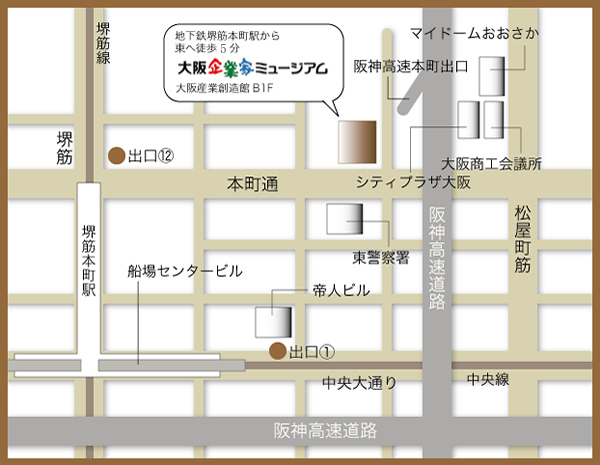 堺筋線
地下鉄堺筋本町駅から
東へ徒歩5分
大阪企業家ミュージアム
大阪産業創造館B1F
マイドームおおさか
阪神高速本町出口
堺筋
出口⑫
大阪商工会議所
シティプラザ大阪
本町通
阪神高速道路
松屋町筋
堺筋本町駅
東警察署
船場センタービル
帝人ビル
出口①
中央大通り
中央線
阪神高速道路